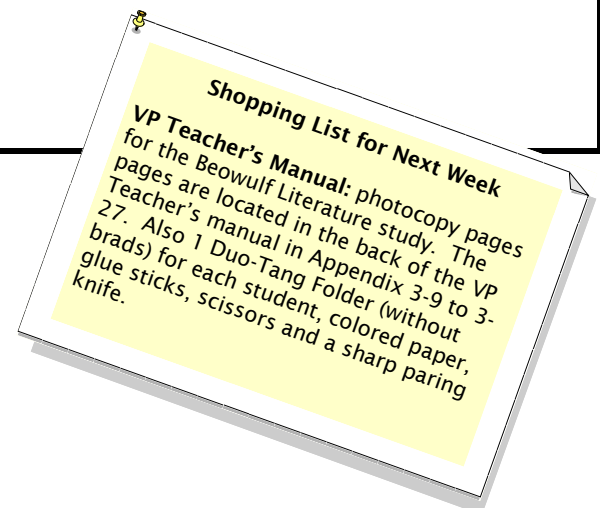 Shopping List for Next Week
VP Teacher's Manual: photocopy pages
for the Beowulf Literature study.  The
pages are located in the back of the VP
Teacher's manual in Appendix 3-9 to 3-
27.  Also 1 Duo-Tang Folder (without
brads) for each student, colored paper,
glue sticks, scissors and a sharp paring
knife.